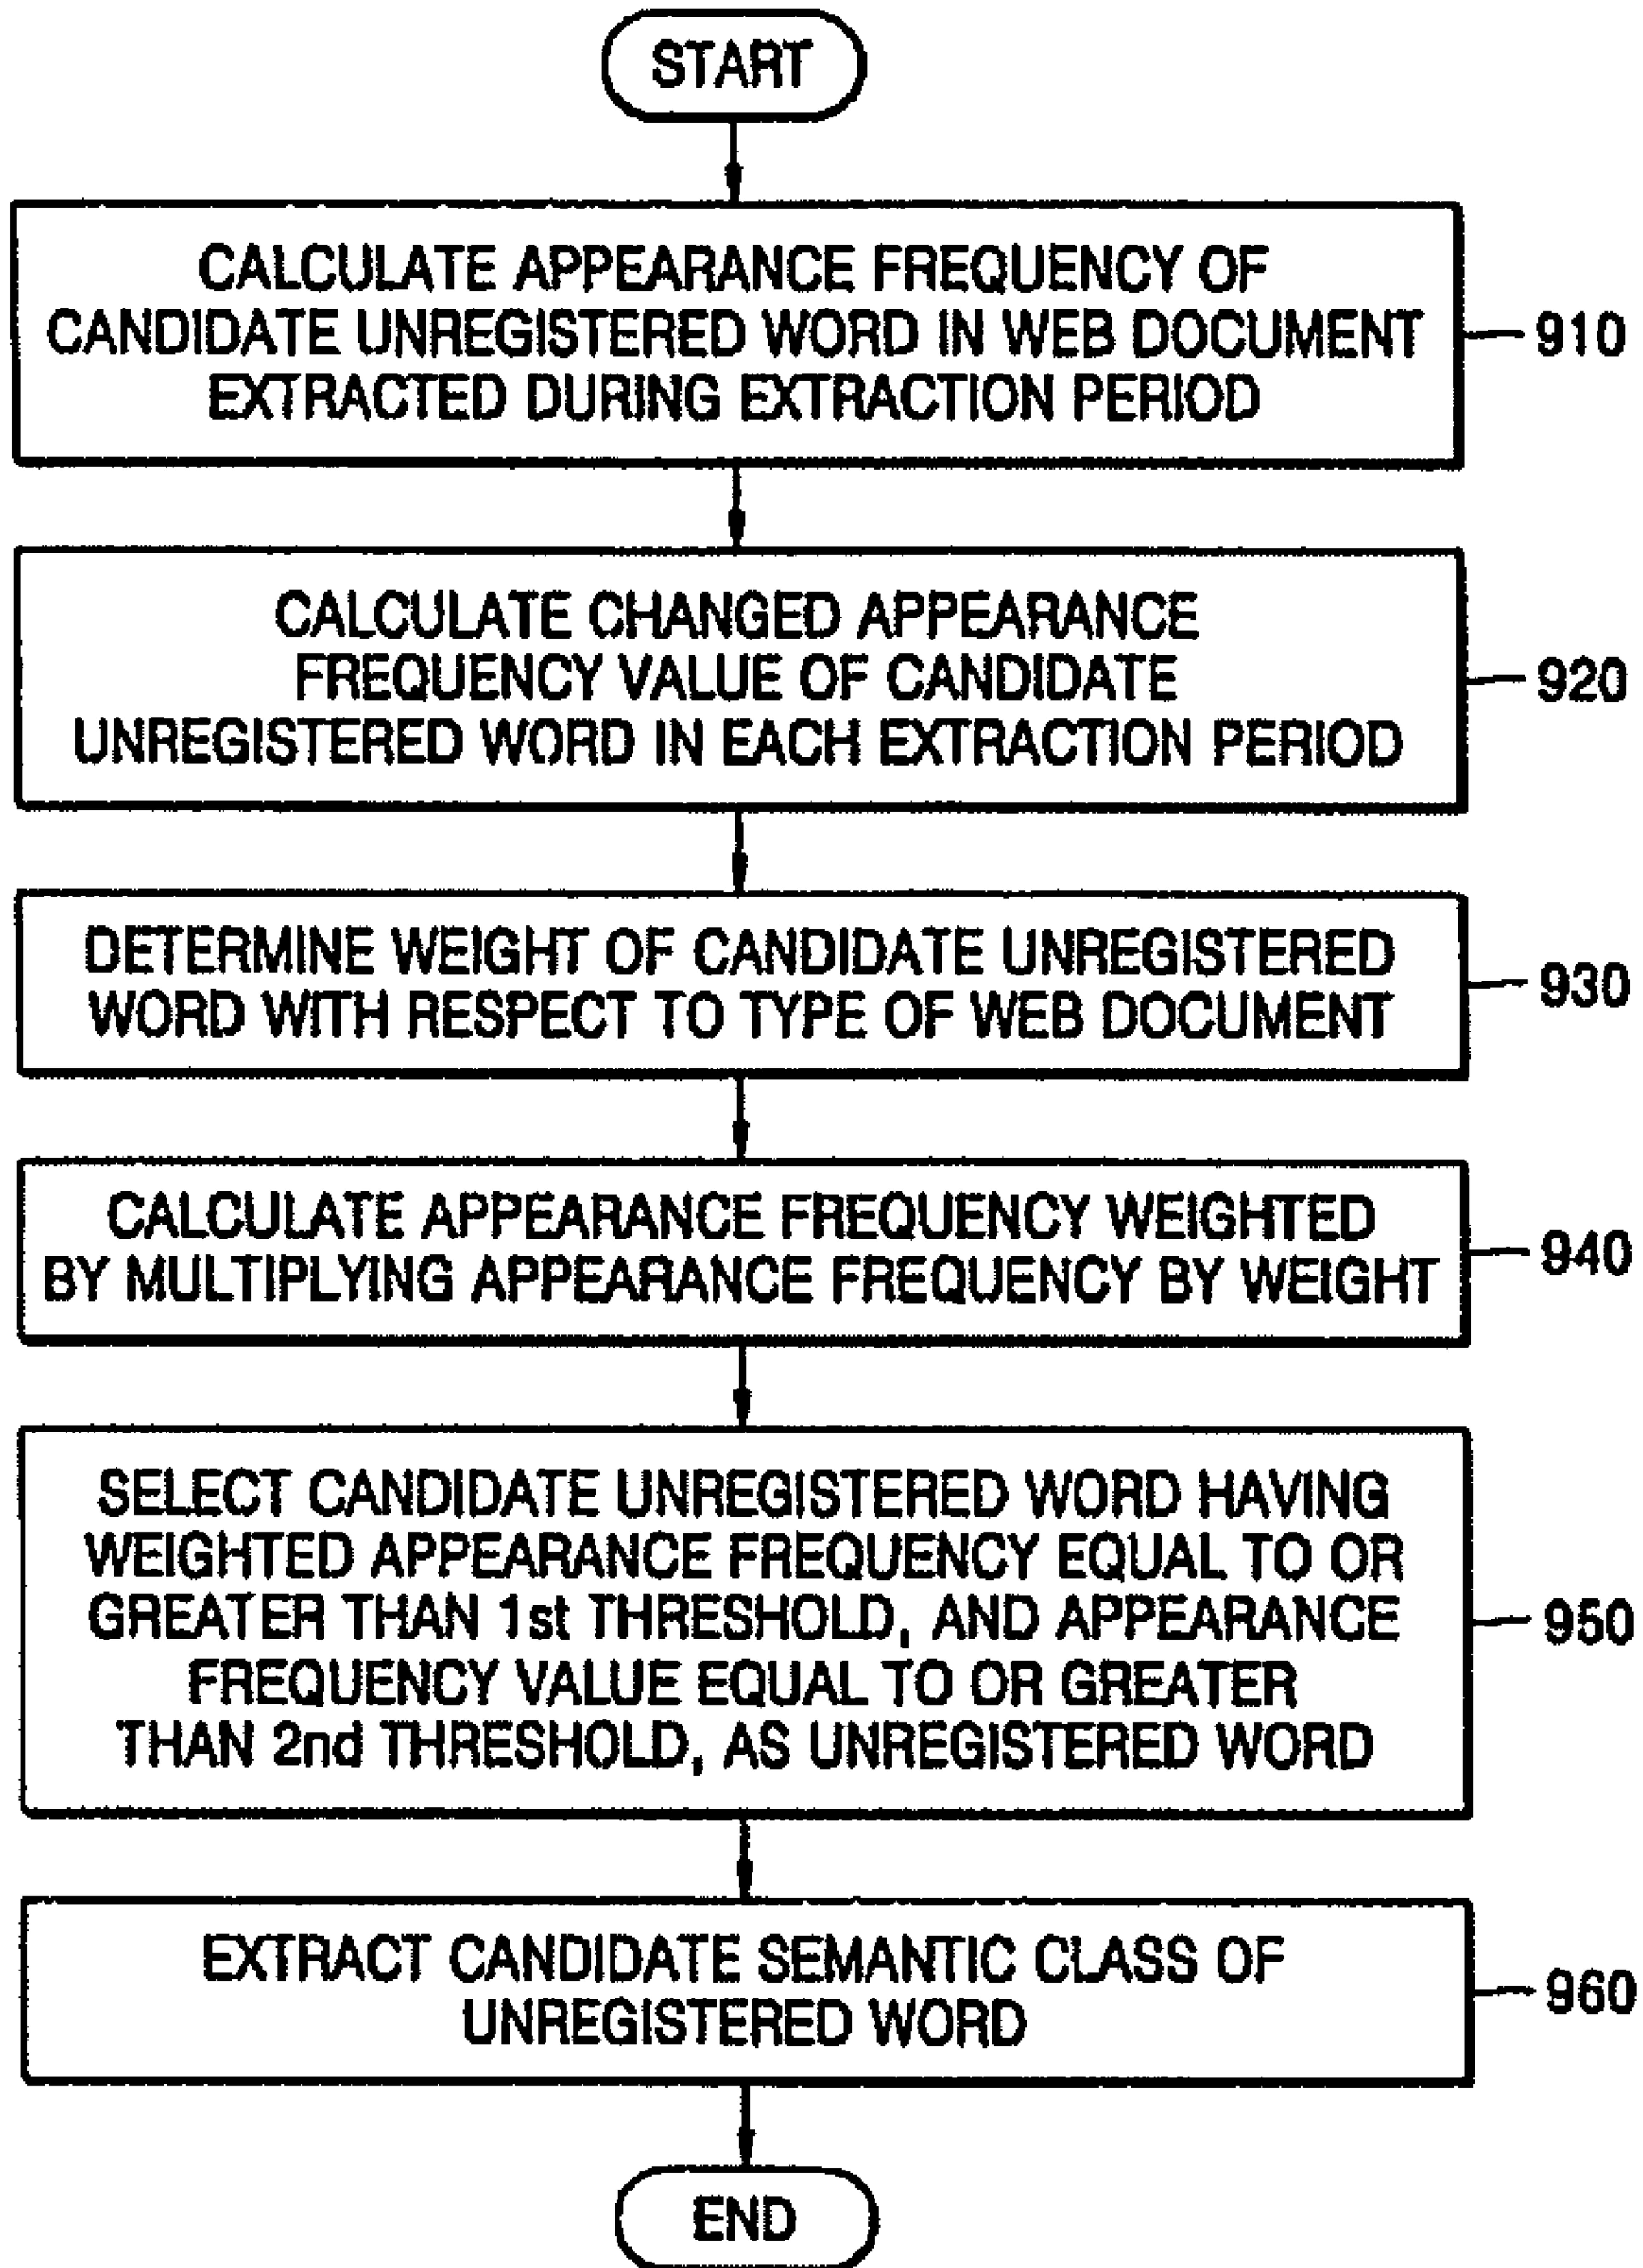 START
CALCULATE APPEARANCE FREQUENCY OF
CANDIDATE UNREGISTERED WORD IN WEB DOCUMENT
EXTRACTED DURING EXTRACTION PERIOD
910
CALCULATE CHANGED APPEARANCE
FREQUENCY VALUE OF CANDIDATE
UNREGISTERED WORD IN EACH EXTRACTION PERIOD
920
DETERMINE WEIGHT OF CANDIDATE UNREGISTERED
WORD WITH RESPECT TO TYPE OF WEB DOCUMENT
930
CALCULATE APPEARANCE FREQUENCY WEIGHTED
BY MULTIPLYING APPEARANCE FREQUENCY BY WEIGHT
940
SELECT CANDIDATE UNREGISTERED WORD HAVING
WEIGHTED APPEARANCE FREQUENCY EQUAL TO OR
GREATER THAN 1st THRESHOLD, AND APPEARANCE
FREQUENCY VALUE EQUAL TO OR GREATER
THAN 2nd THRESHOLD, AS UNREGISTERED WORD
950
EXTRACT CANDIDATE SEMANTIC CLASS OF
UNREGISTERED WORD
960
END